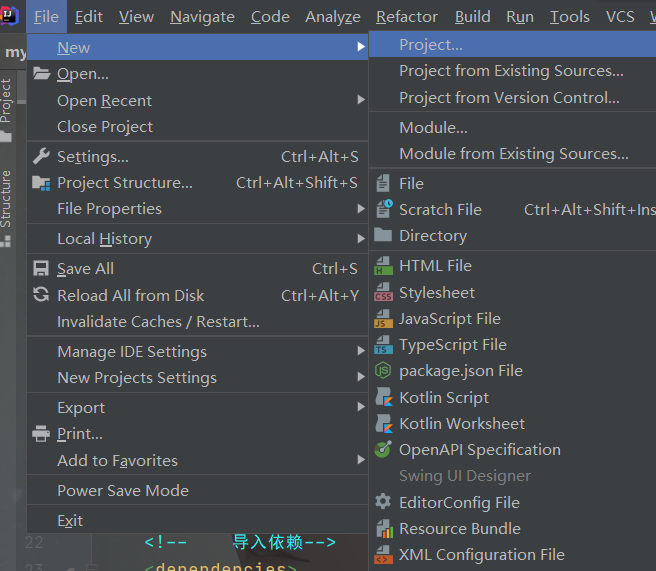 File Edit View Navigate Code Analyze Refactor Build Run Tools VCS
my
Project
Structure
New
Open...
Open Recent
Close Project
Settings... Ctrl+Alt+S
Project Structure... Ctrl+Alt+Shift+S
File Properties
Local History
Save All Ctrl+S
Reload All from Disk Ctrl+Alt+Y
Invalidate Caches / Restart...
Manage IDE Settings
New Projects Settings
Export
Print...
Add to Favorites
Power Save Mode
Exit
Project...
Project from Existing Sources...
Project from Version Control...
Module...
Module from Existing Sources...
File
Scratch File Ctrl+Alt+Shift+Ins
Directory
HTML File
Stylesheet
JavaScript File
TypeScript File
package.json File
Kotlin Script
Kotlin Worksheet
OpenAPI Specification
Swing UI Designer
EditorConfig File
Resource Bundle
XML Configuration File
22 <!-- 导入依赖-->
23 <dependencies>